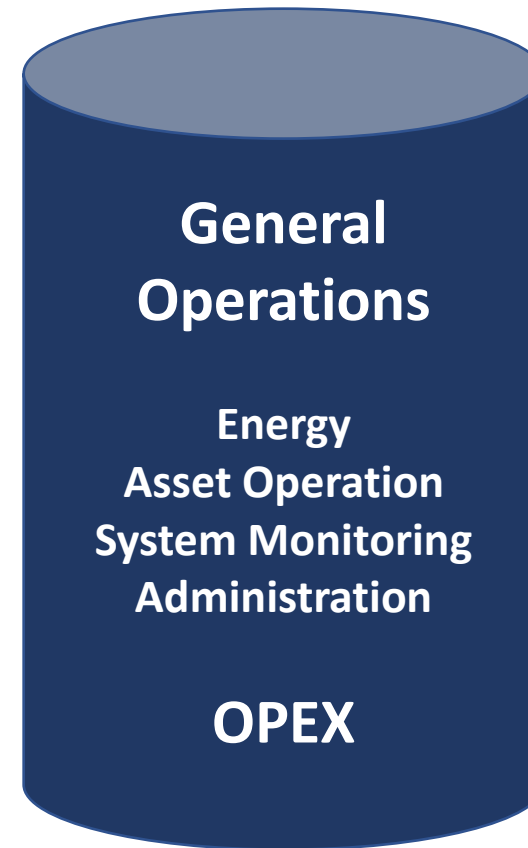 General
Operations
Energy
Asset Operation
System Monitoring
Administration
OPEX